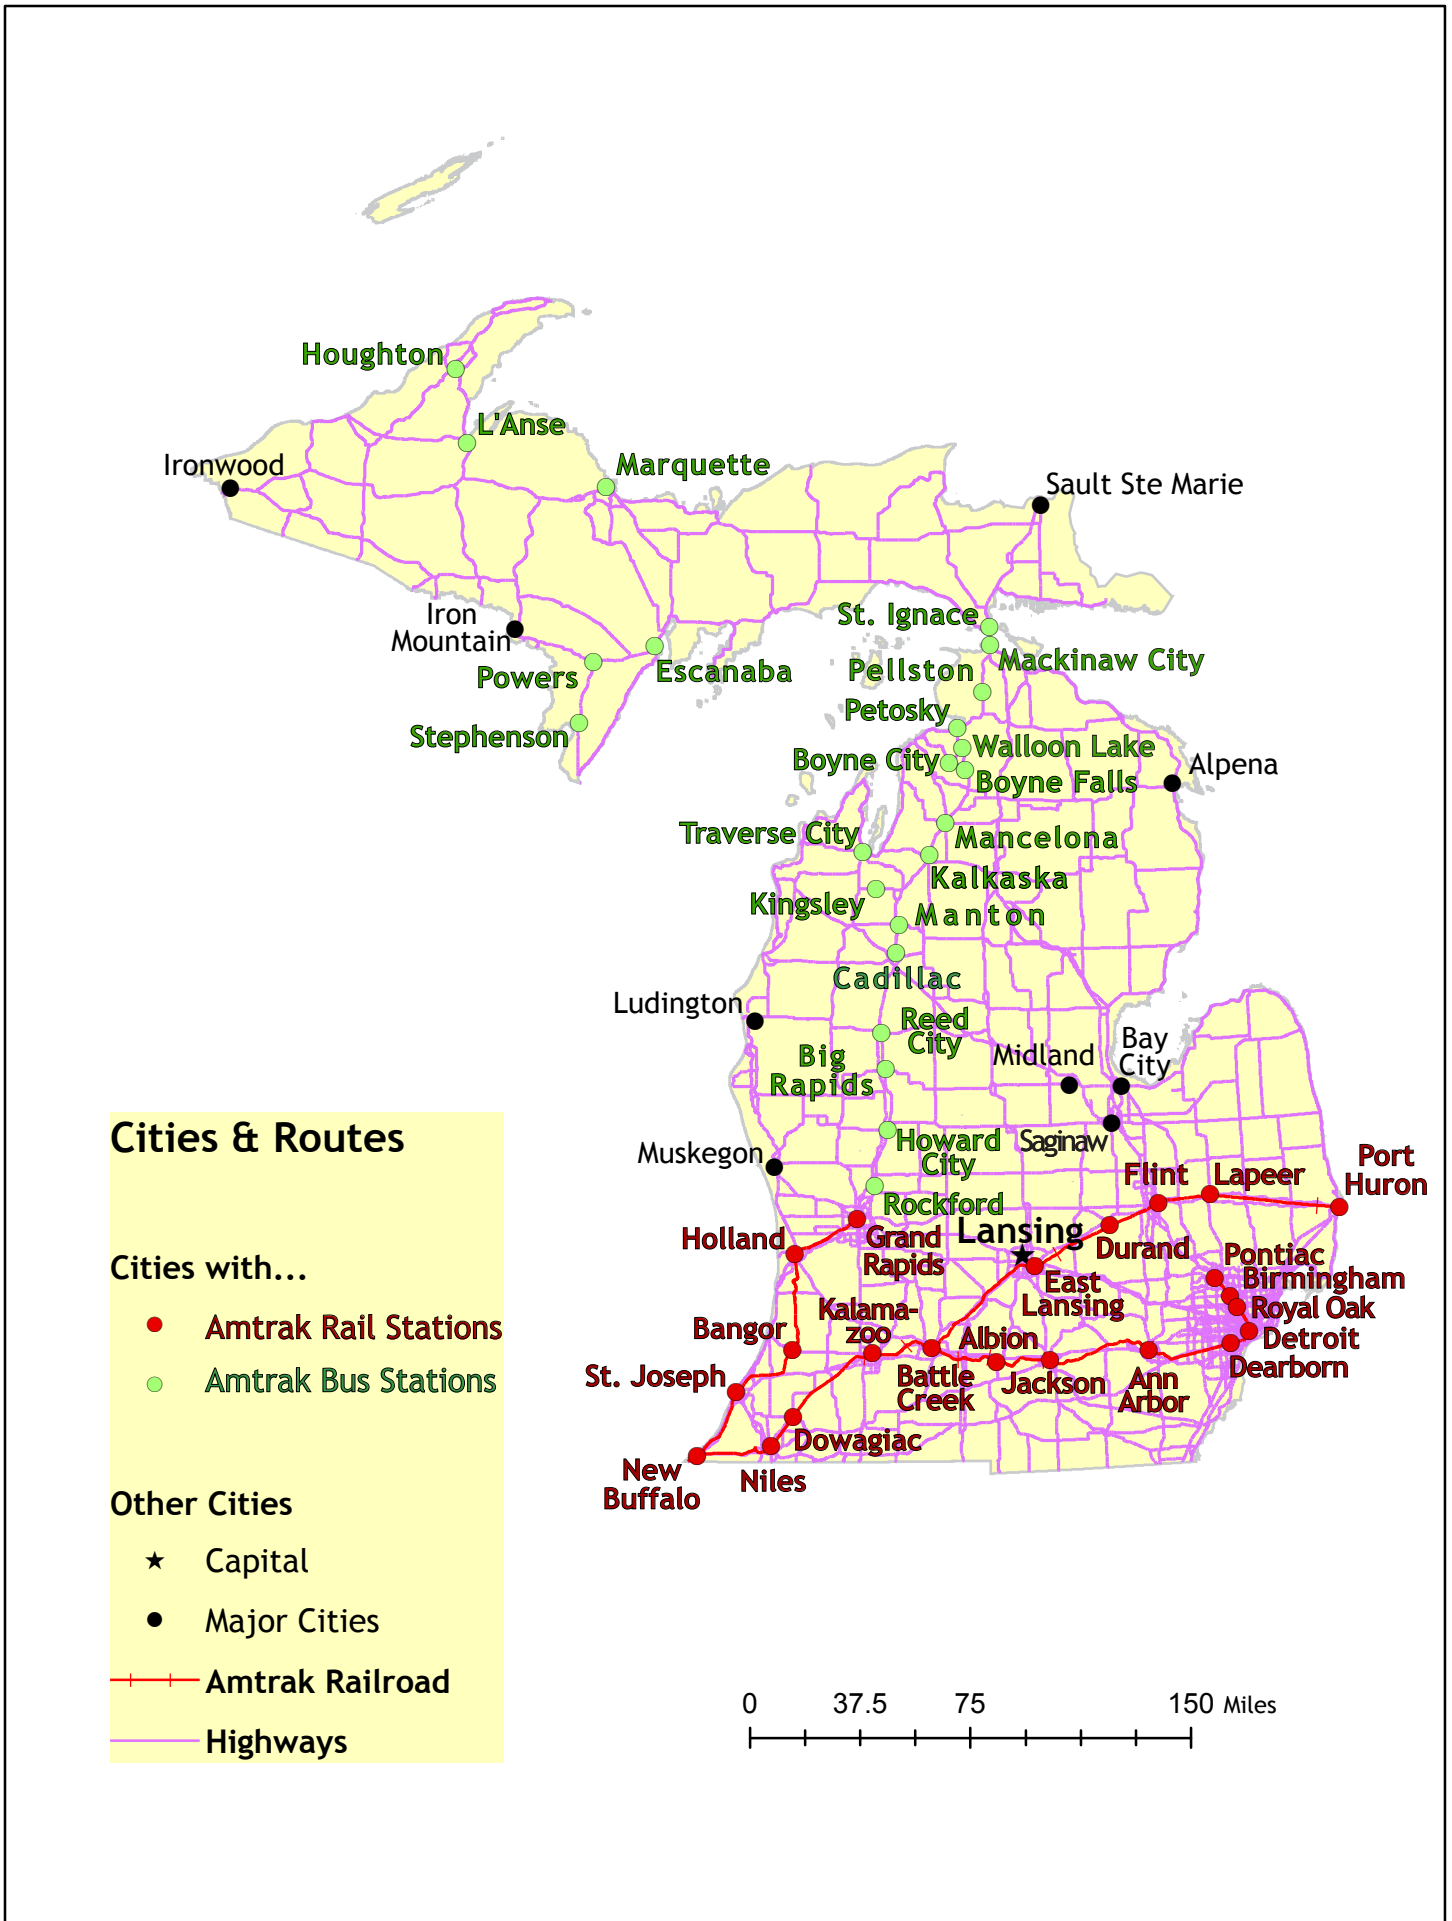 Houghton
L'Anse
Ironwood
Marquette
Sault Ste Marie
Iron
Mountain
St. Ignace
Mackinaw City
Powers
Escanaba
Pellston
Stephenson
Petosky
Walloon Lake
Boyne City
Boyne Falls
Alpena
Traverse City
Mancelona
Kalkaska
Kingsley
Manton
Cadillac
Ludington
Reed
City
Big
Rapids
Midland
Bay
City
Muskegon
Howard
City
Saginaw
Rockford
Flint
Lapeer
Port
Huron
Holland
Grand
Rapids
Lansing
Durand
East
Lansing
Pontiac
Birmingham
Royal Oak
Detroit
Dearborn
Bangor
Kalama-
zoo
Albion
St. Joseph
Battle
Creek
Jackson
Ann
Arbor
Dowagiac
New
Buffalo
Niles
Cities & Routes
Cities with...
Amtrak Rail Stations
Amtrak Bus Stations
Other Cities
Capital
Major Cities
Amtrak Railroad
Highways
0 37.5 75 150 Miles